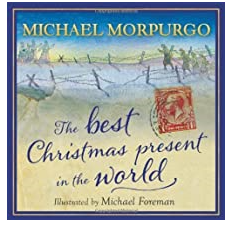 MICHAEL MORPURGO
The best
Christmas present
in the world
Illustrated by Michael Foreman